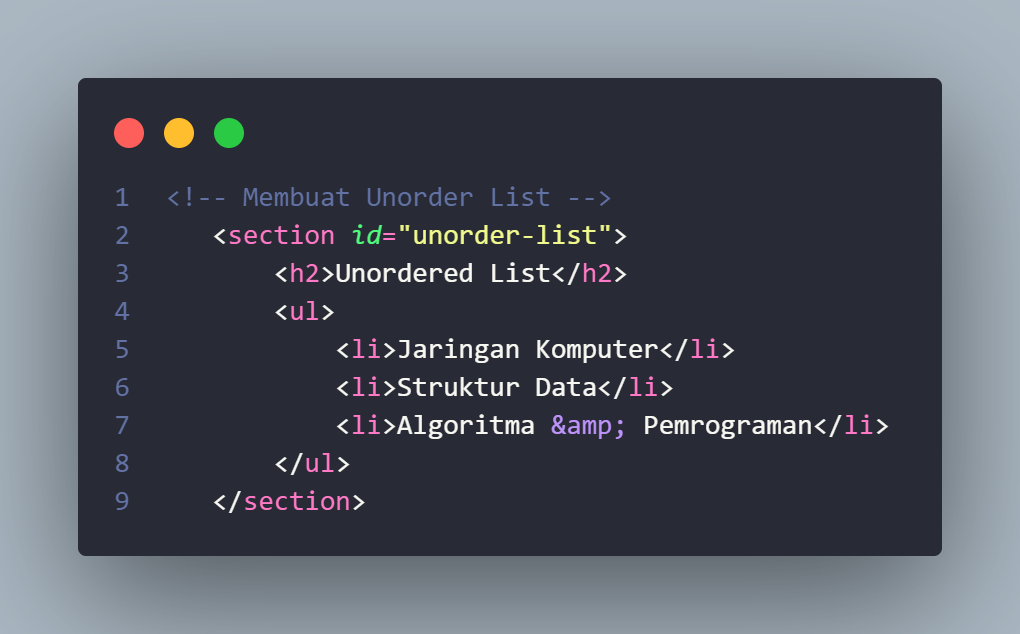 1 <!-- Membuat Unorder List -->
2 <section id="unorder-list">
3 <h2>Unordered List</h2>
4 <ul>
5 <li>Jaringan Komputer</li>
6 <li>Struktur Data</li>
7 <li>Algoritma &amp; Pemrograman</li>
8 </ul>
9 </section>